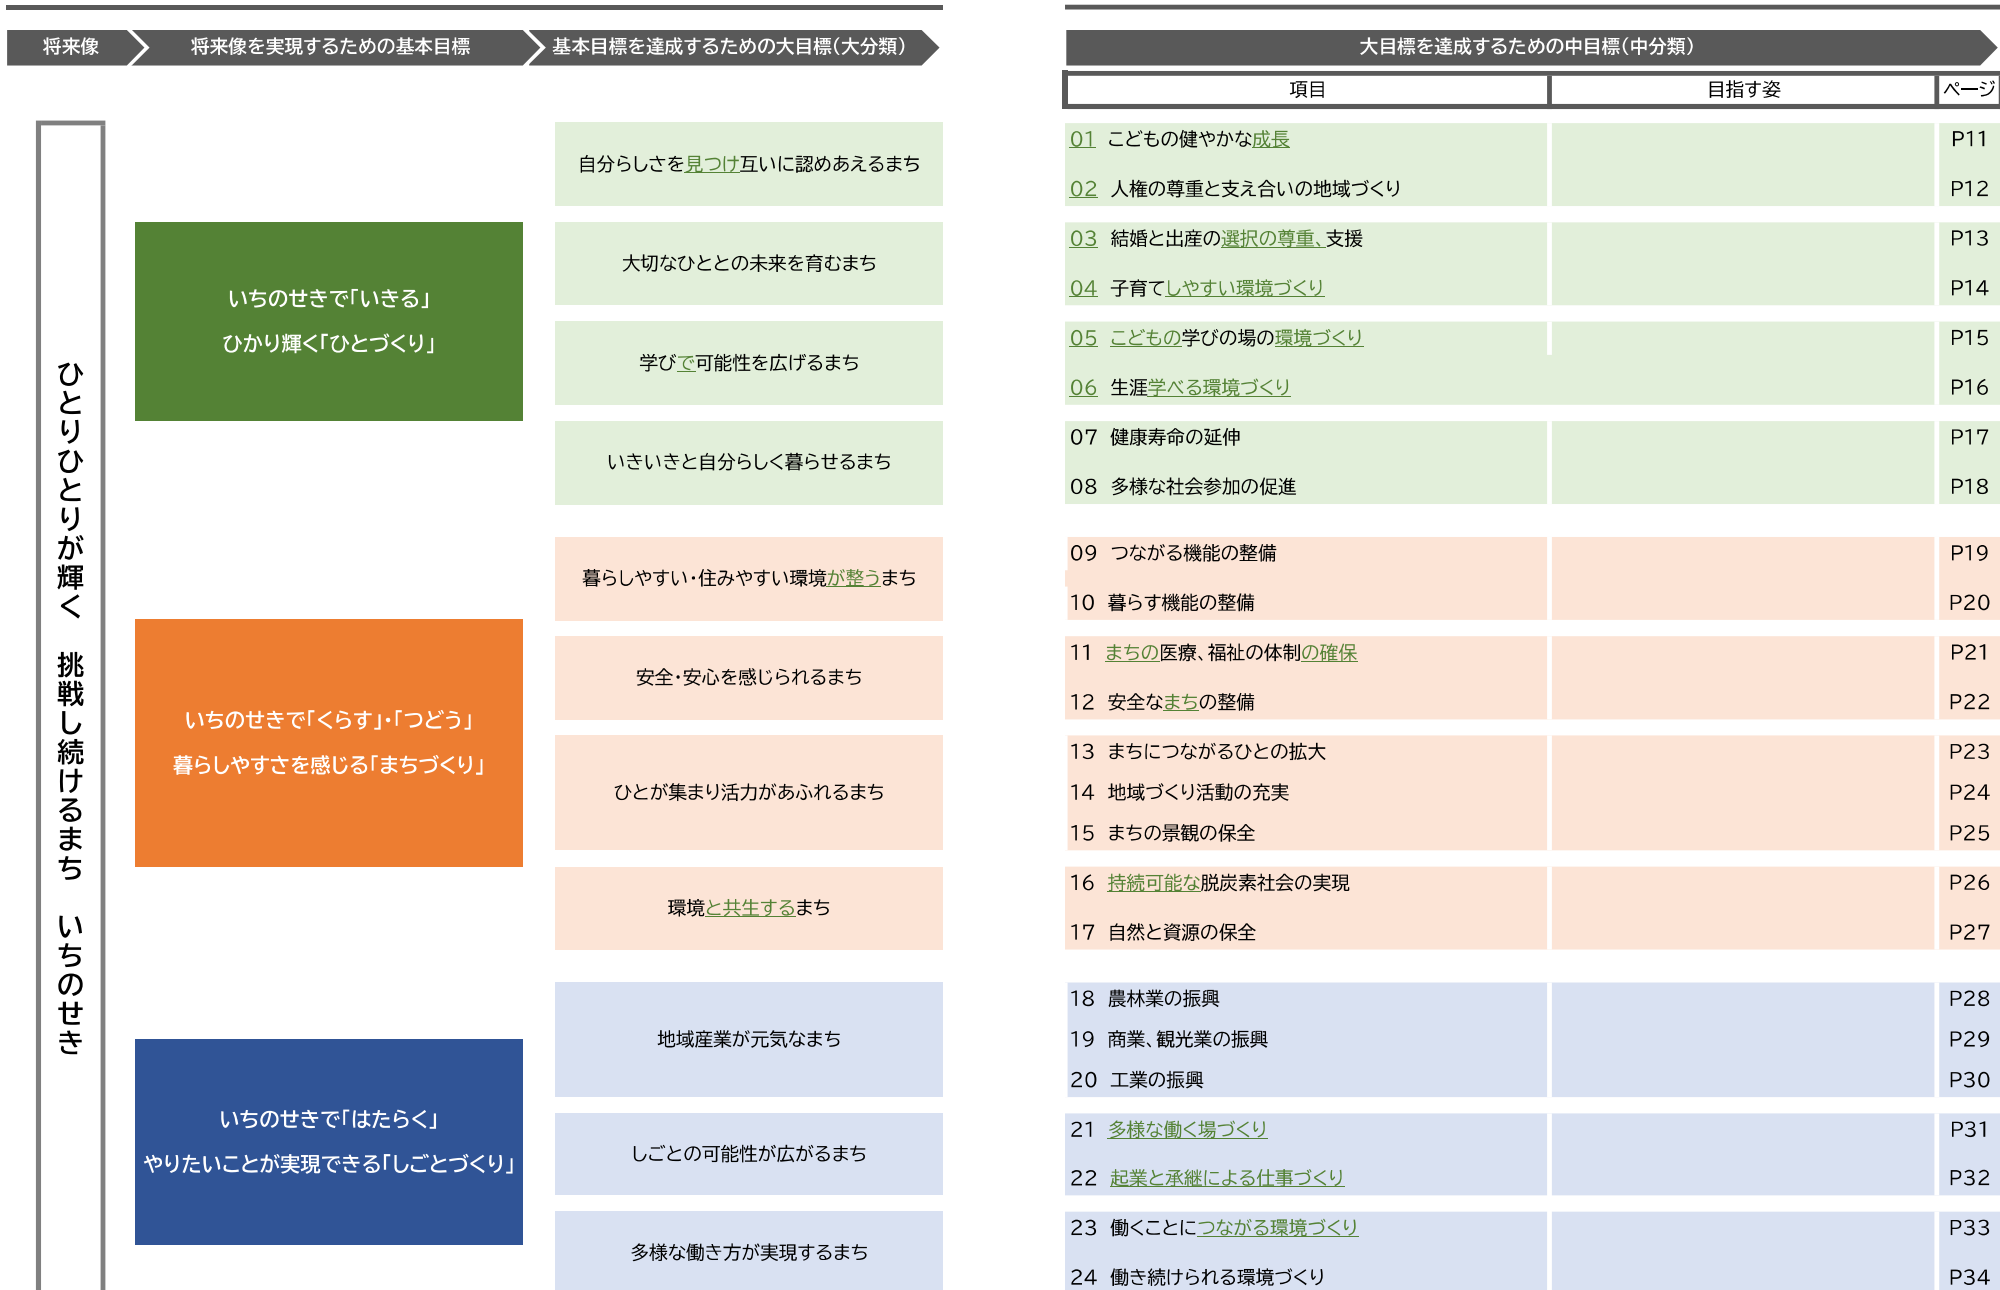 将来像
将来像を実現するための基本目標
基本目標を達成するための大目標(大分類)
大目標を達成するための中目標(中分類)
項目
目指す姿
ページ
ひとりひとりが輝く　挑戦し続けるまち　いちのせき
いちのせきで「いきる」
ひかり輝く「ひとづくり」
自分らしさを見つけ互いに認めあえるまち
01 こどもの健やかな成長 P11
02 人権の尊重と支え合いの地域づくり P12
大切なひととの未来を育むまち
03 結婚と出産の選択の尊重、支援 P13
04 子育てしやすい環境づくり P14
学びで可能性を広げるまち
05 こどもの学びの場の環境づくり P15
06 生涯学べる環境づくり P16
いきいきと自分らしく暮らせるまち
07 健康寿命の延伸 P17
08 多様な社会参加の促進 P18
いちのせきで「くらす」・「つどう」
暮らしやすさを感じる「まちづくり」
暮らしやすい・住みやすい環境が整うまち
09 つながる機能の整備 P19
10 暮らす機能の整備 P20
安全・安心を感じられるまち
11 まちの医療、福祉の体制の確保 P21
12 安全なまちの整備 P22
ひとが集まり活力があふれるまち
13 まちにつながるひとの拡大 P23
14 地域づくり活動の充実 P24
15 まちの景観の保全 P25
環境と共生するまち
16 持続可能な脱炭素社会の実現 P26
17 自然と資源の保全 P27
いちのせきで「はたらく」
やりたいことが実現できる「しごとづくり」
地域産業が元気なまち
18 農林業の振興 P28
19 商業、観光業の振興 P29
20 工業の振興 P30
しごとの可能性が広がるまち
21 多様な働く場づくり P31
22 起業と承継による仕事づくり P32
多様な働き方が実現するまち
23 働くことにつながる環境づくり P33
24 働き続けられる環境づくり P34